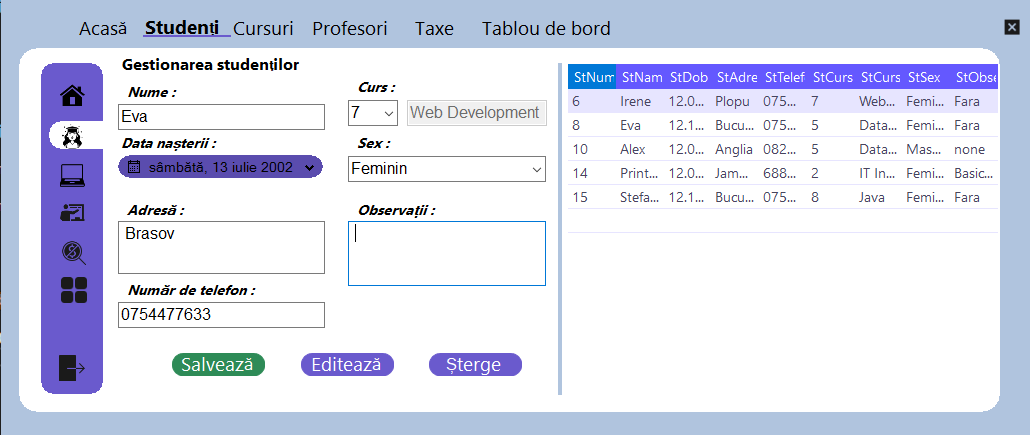 Acasă Studenți Cursuri Profesori Taxe Tablou de bord
Gestionarea studenților
Nume :
Eva
Curs :
7 Web Development
Data nașterii :
sâmbătă, 13 iulie 2002
Sex :
Feminin
Adresă :
Brasov
Observații :
Număr de telefon :
0754477633
Salvează Editează Șterge
StNum StNam StDob StAdre StTelef StCurs StCurs StSex StObse
6 Irene 12.0... Plopu 075... 7 Web... Femi... Fara
8 Eva 12.1... Bucu... 075... 5 Data... Femi... Fara
10 Alex 12.0... Anglia 082... 5 Data... Mas... none
14 Print... 12.0... Jam... 688... 2 IT In... Femi... Basic...
15 Stefa... 12.1... Bucu... 075... 8 Java Femi... Fara